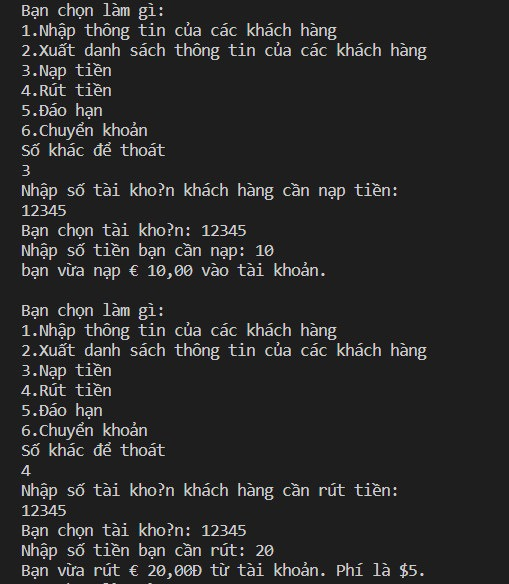 Bạn chọn làm gì:
1.Nhập thông tin của các khách hàng
2.Xuất danh sách thông tin của các khách hàng
3.Nạp tiền
4.Rút tiền
5.Đáo hạn
6.Chuyển khoản
Số khác để thoát
3
Nhập số tài kho?n khách hàng cần nạp tiền:
12345
Bạn chọn tài kho?n: 12345
Nhập số tiền bạn cần nạp: 10
bạn vừa nạp € 10,00 vào tài khoản.
Bạn chọn làm gì:
1.Nhập thông tin của các khách hàng
2.Xuất danh sách thông tin của các khách hàng
3.Nạp tiền
4.Rút tiền
5.Đáo hạn
6.Chuyển khoản
Số khác để thoát
4
Nhập số tài kho?n khách hàng cần rút tiền:
12345
Bạn chọn tài kho?n: 12345
Nhập số tiền bạn cần rút: 20
Bạn vừa rút € 20,00Đ từ tài khoản. Phí là $5.